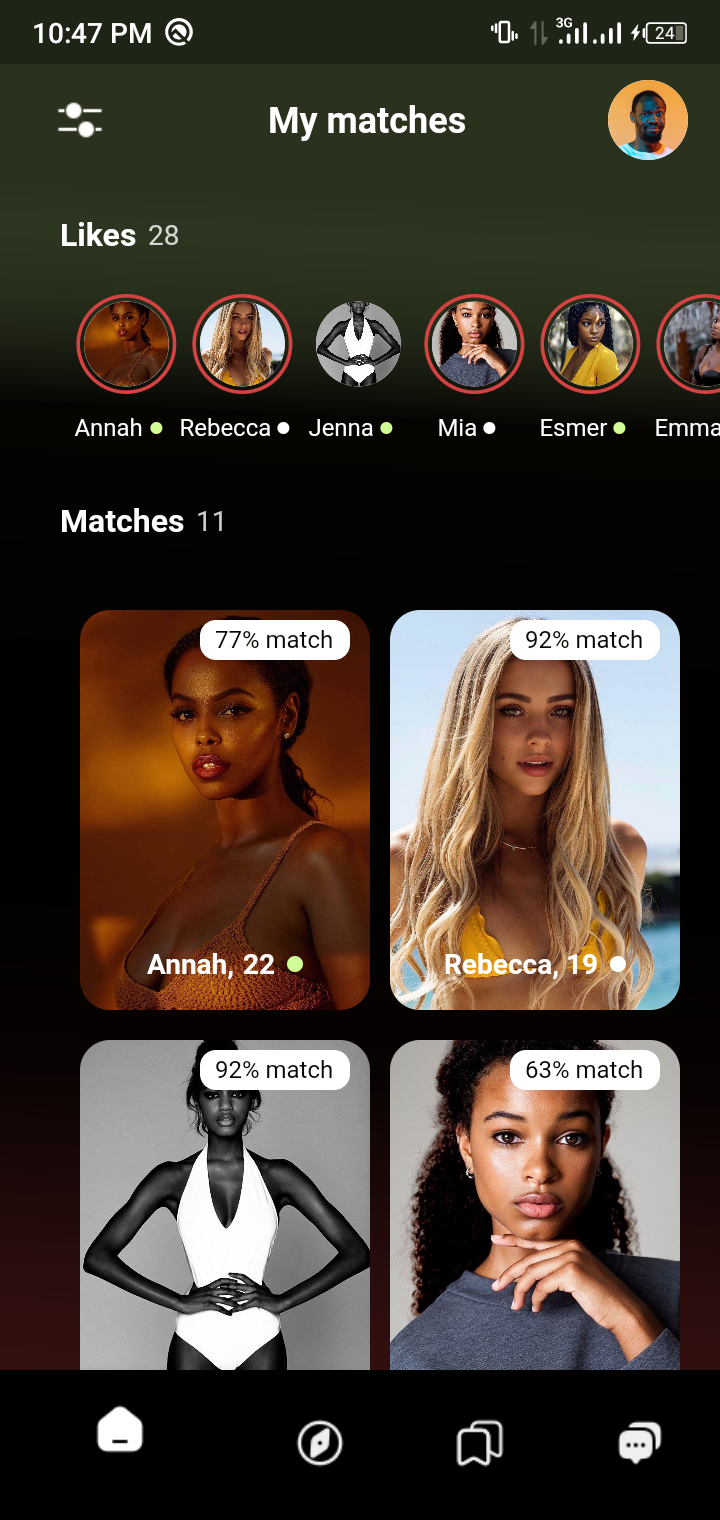 10:47 PM
3G
24
My matches
Likes 28
Annah
Rebecca
Jenna
Mia
Esmer
Emma
Matches 11
77% match
92% match
Annah, 22
Rebecca, 19
92% match
63% match